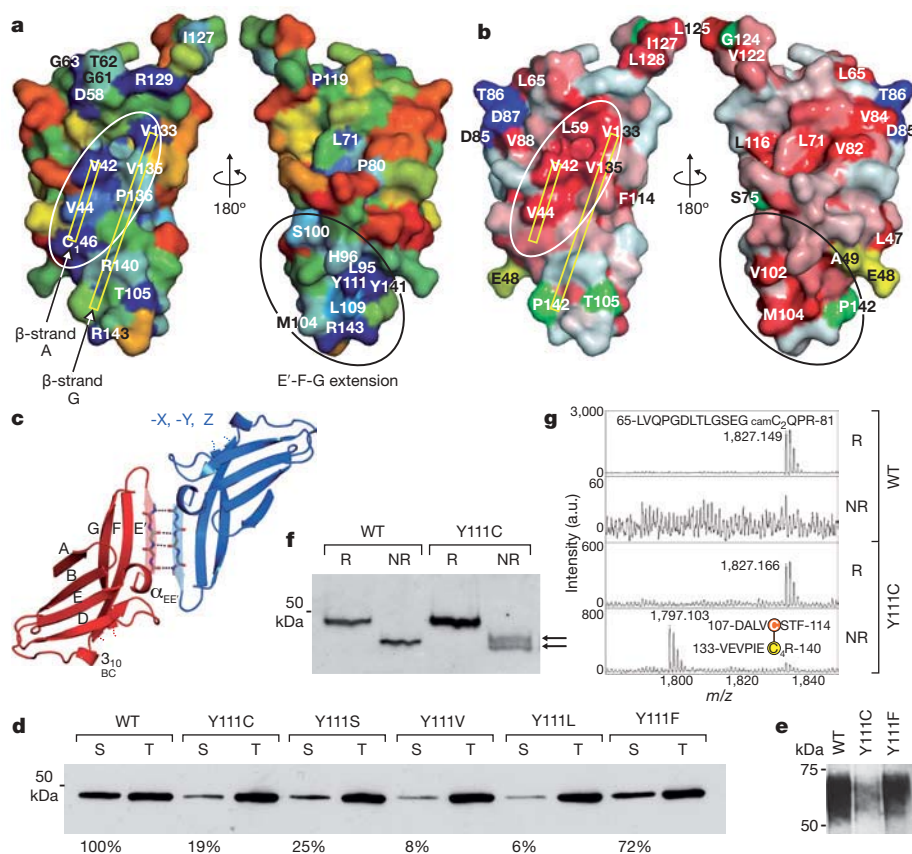 a
G63
T62
G61
D58
I127
R129
V133
V42
V135
V44
P136
C₁46
R140
T105
R143
β-strand
A
β-strand
G
180º
P119
L71
P80
S100
H96
L95
Y111
Y141
L109
M104
R143
E′-F-G extension
b
L125
I127
L128
L65
T86
D87
D85
V88
L59
V133
V42
V135
V44
F114
E48
P142
T105
180º
G124
V122
L65
T86
V84
D85
L116
L71
V82
S75
L47
A49
E48
V102
M104
P142
c
-X, -Y, Z
G
F
E′
A
B
E
D
αEE′
3₁₀
BC
f
WT
Y111C
R
NR
R
NR
50
kDa
g
3,000
65-LVQPGDLTLGSEG camC₂QPR-81
1,827.149
R
0
60
WT
NR
0
600
1,827.166
R
0
800
1,797.103
107-DALVCSTF-114
133-VEVPIEC₄R-140
NR
0
Y111C
Intensity (a.u.)
1,800
1,820
1,840
m/z
d
WT
Y111C
Y111S
Y111V
Y111L
Y111F
S
T
S
T
S
T
S
T
S
T
S
T
50
kDa
100%
19%
25%
8%
6%
72%
e
kDa
WT
Y111C
Y111F
75
50